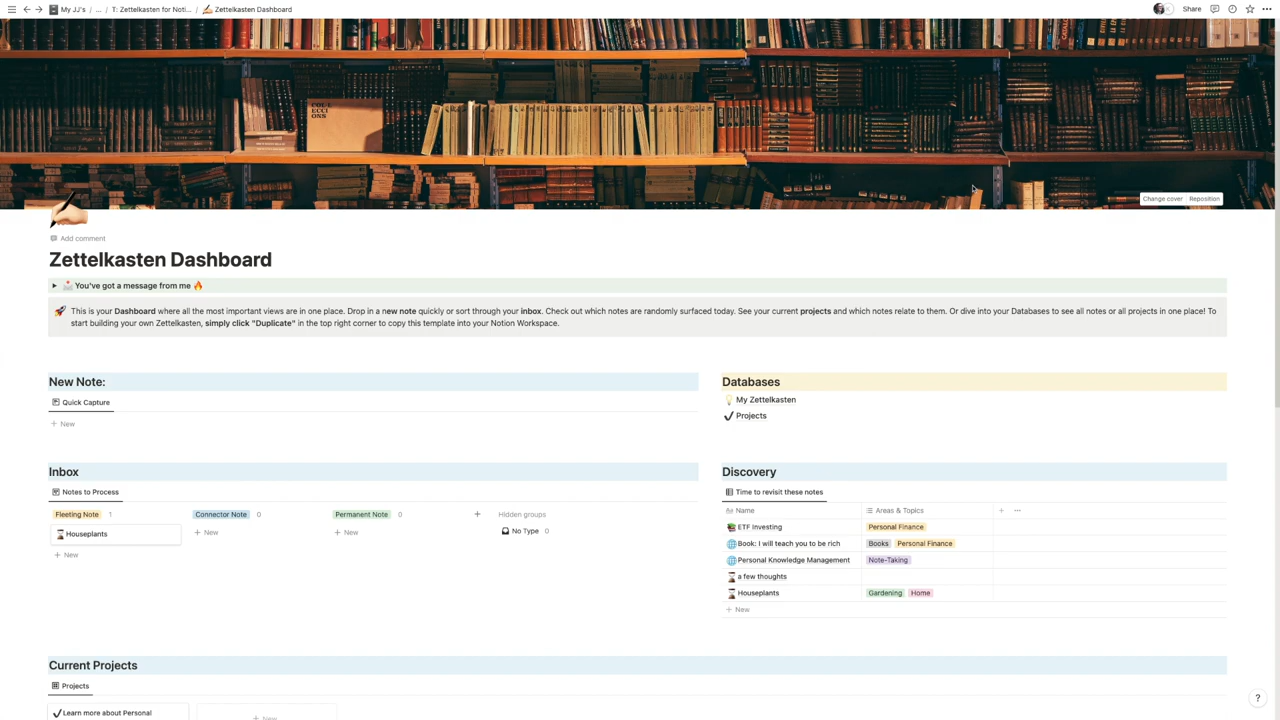 My JJ's / ... / T: Zettelkasten for Noti... / Zettelkasten Dashboard
Share
COL·E
ECCI
ONS
Change cover Reposition
Add comment
Zettelkasten Dashboard
You've got a message from me
This is your Dashboard where all the most important views are in one place. Drop in a new note quickly or sort through your inbox. Check out which notes are randomly surfaced today. See your current projects and which notes relate to them. Or dive into your Databases to see all notes or all projects in one place! To
start building your own Zettelkasten, simply click "Duplicate" in the top right corner to copy this template into your Notion Workspace.
New Note:
Quick Capture
+ New
Databases
My Zettelkasten
Projects
Inbox
Notes to Process
Fleeting Note 1 Connector Note 0 Permanent Note 0 + Hidden groups
Houseplants + New + New No Type 0
+ New
Discovery
Time to revisit these notes
Name Areas & Topics + ...
ETF Investing Personal Finance
Book: I will teach you to be rich Books Personal Finance
Personal Knowledge Management Note-Taking
a few thoughts
Houseplants Gardening Home
+ New
Current Projects
Projects
Learn more about Personal
+ New
?